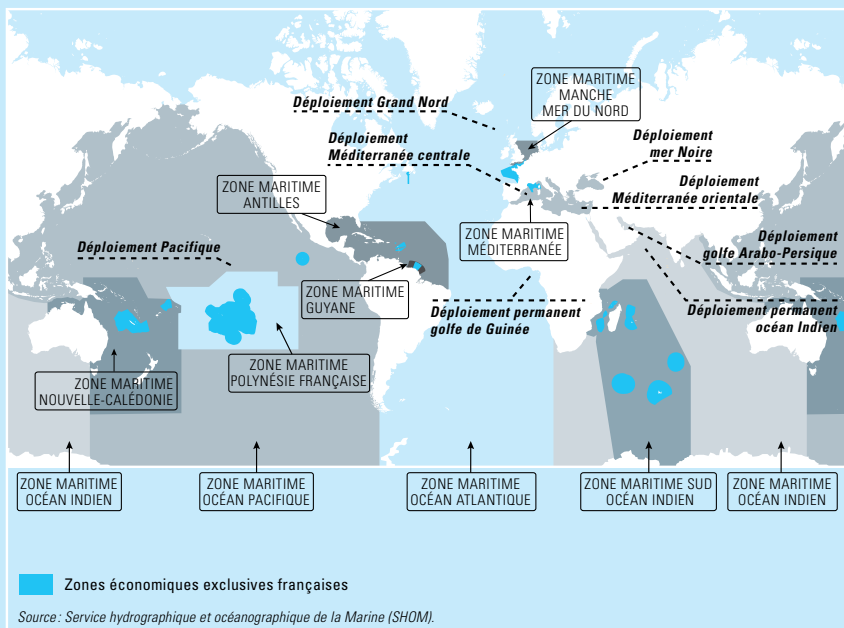 ZONE MARITIME
MANCHE
MER DU NORD
Déploiement Grand Nord
Déploiement
Méditerranée centrale
Déploiement
mer Noire
Déploiement
Méditerranée orientale
ZONE MARITIME
ANTILLES
ZONE MARITIME
MÉDITERRANÉE
Déploiement Pacifique
Déploiement
golfe Arabo-Persique
ZONE MARITIME
GUYANE
Déploiement permanent
golfe de Guinée
Déploiement permanent
océan Indien
ZONE MARITIME
POLYNÉSIE FRANÇAISE
ZONE MARITIME
NOUVELLE-CALÉDONIE
ZONE MARITIME
OCÉAN INDIEN
ZONE MARITIME
OCÉAN PACIFIQUE
ZONE MARITIME
OCÉAN ATLANTIQUE
ZONE MARITIME SUD
OCÉAN INDIEN
ZONE MARITIME
OCÉAN INDIEN
Zones économiques exclusives françaises
Source : Service hydrographique et océanographique de la Marine (SHOM).